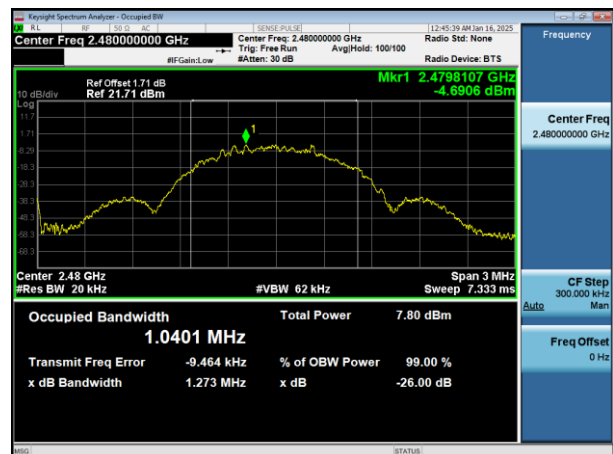 Keysight Spectrum Analyzer - Occupied BW
RL RF 50 Ω AC SENSE:PULSE 12:45:39 AM Jan 16, 2025
Center Freq 2.480000000 GHz
Center Freq: 2.480000000 GHz Radio Std: None
Trig: Free Run Avg|Hold: 100/100
#IFGain:Low #Atten: 30 dB Radio Device: BTS
Frequency
Ref Offset 1.71 dB Mkr1 2.4798107 GHz
10 dB/div Ref 21.71 dBm -4.6906 dBm
Log
11.7
1.71
-8.29
-18.3
-28.3
-38.3
-48.3
-58.3
-68.3
1
Center Freq
2.480000000 GHz
Center 2.48 GHz Span 3 MHz
#Res BW 20 kHz #VBW 62 kHz Sweep 7.333 ms
CF Step
300.000 kHz
Auto Man
Occupied Bandwidth Total Power 7.80 dBm
1.0401 MHz
Transmit Freq Error -9.464 kHz % of OBW Power 99.00 %
x dB Bandwidth 1.273 MHz x dB -26.00 dB
Freq Offset
0 Hz
MSG STATUS